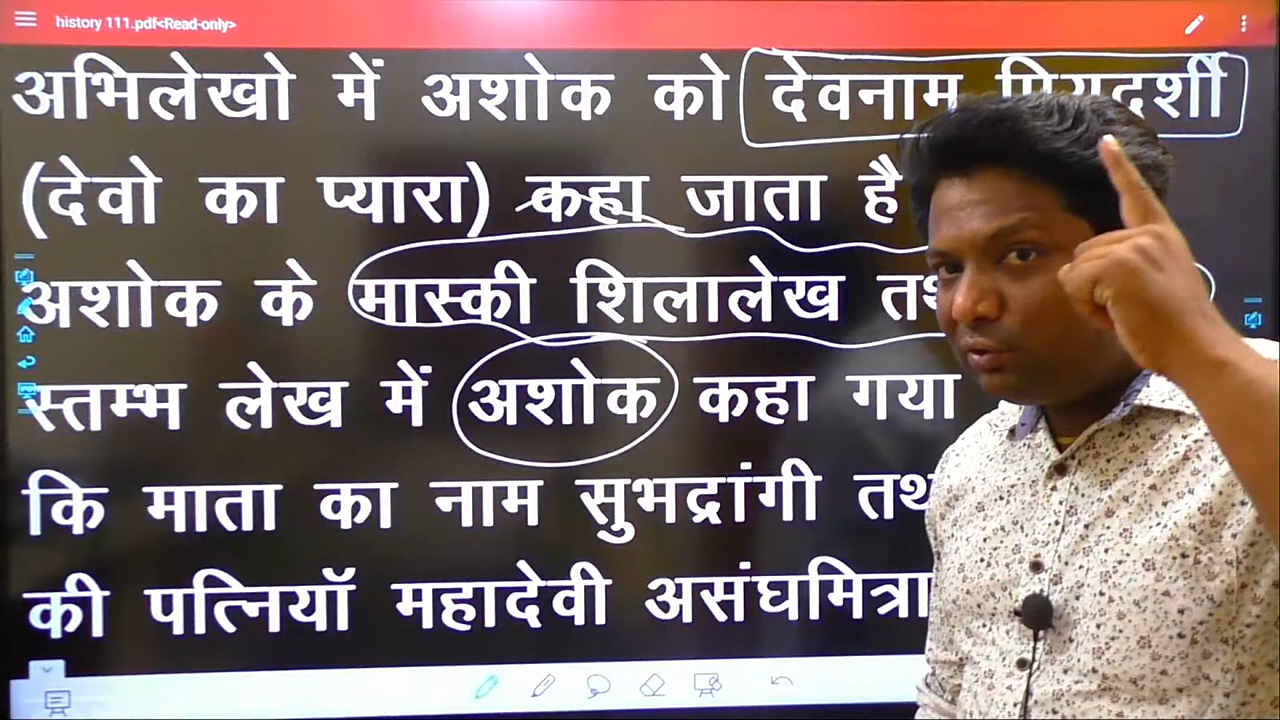 history 111.pdf<Read-only>
अभिलेखो में अशोक को देवनाम प्रियदर्शी
(देवो का प्यारा) कहा जाता है
अशोक के मास्की शिलालेख
स्तम्भ लेख में अशोक कहा गया
कि माता का नाम सुभद्रांगी
की पत्नियाॅ महादेवी असंघमित्रा